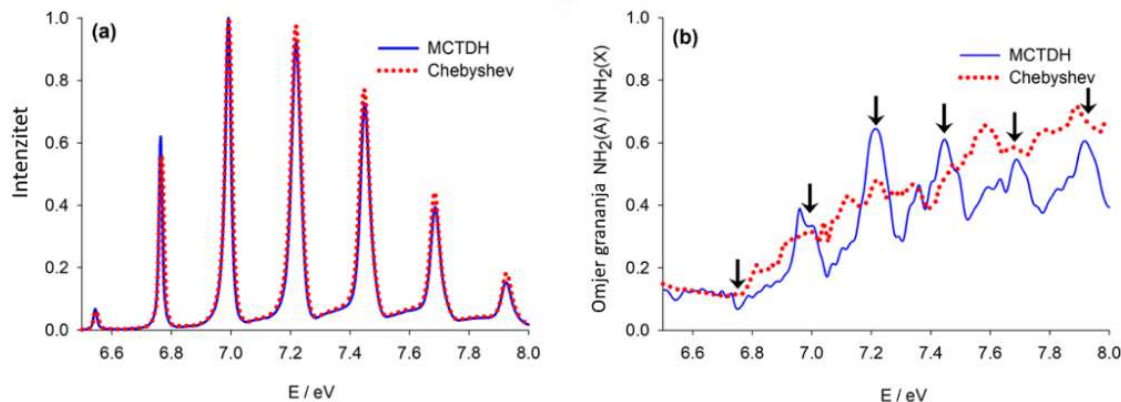 (a)
MCTDH
Chebyshev
Intenzitet
1.0
0.8
0.6
0.4
0.2
0.0
6.6 6.8 7.0 7.2 7.4 7.6 7.8 8.0
E / eV
(b)
MCTDH
Chebyshev
Omjer grananja NH₂(A) / NH₂(X)
1.0
0.8
0.6
0.4
0.2
0.0
6.6 6.8 7.0 7.2 7.4 7.6 7.8 8.0
E / eV